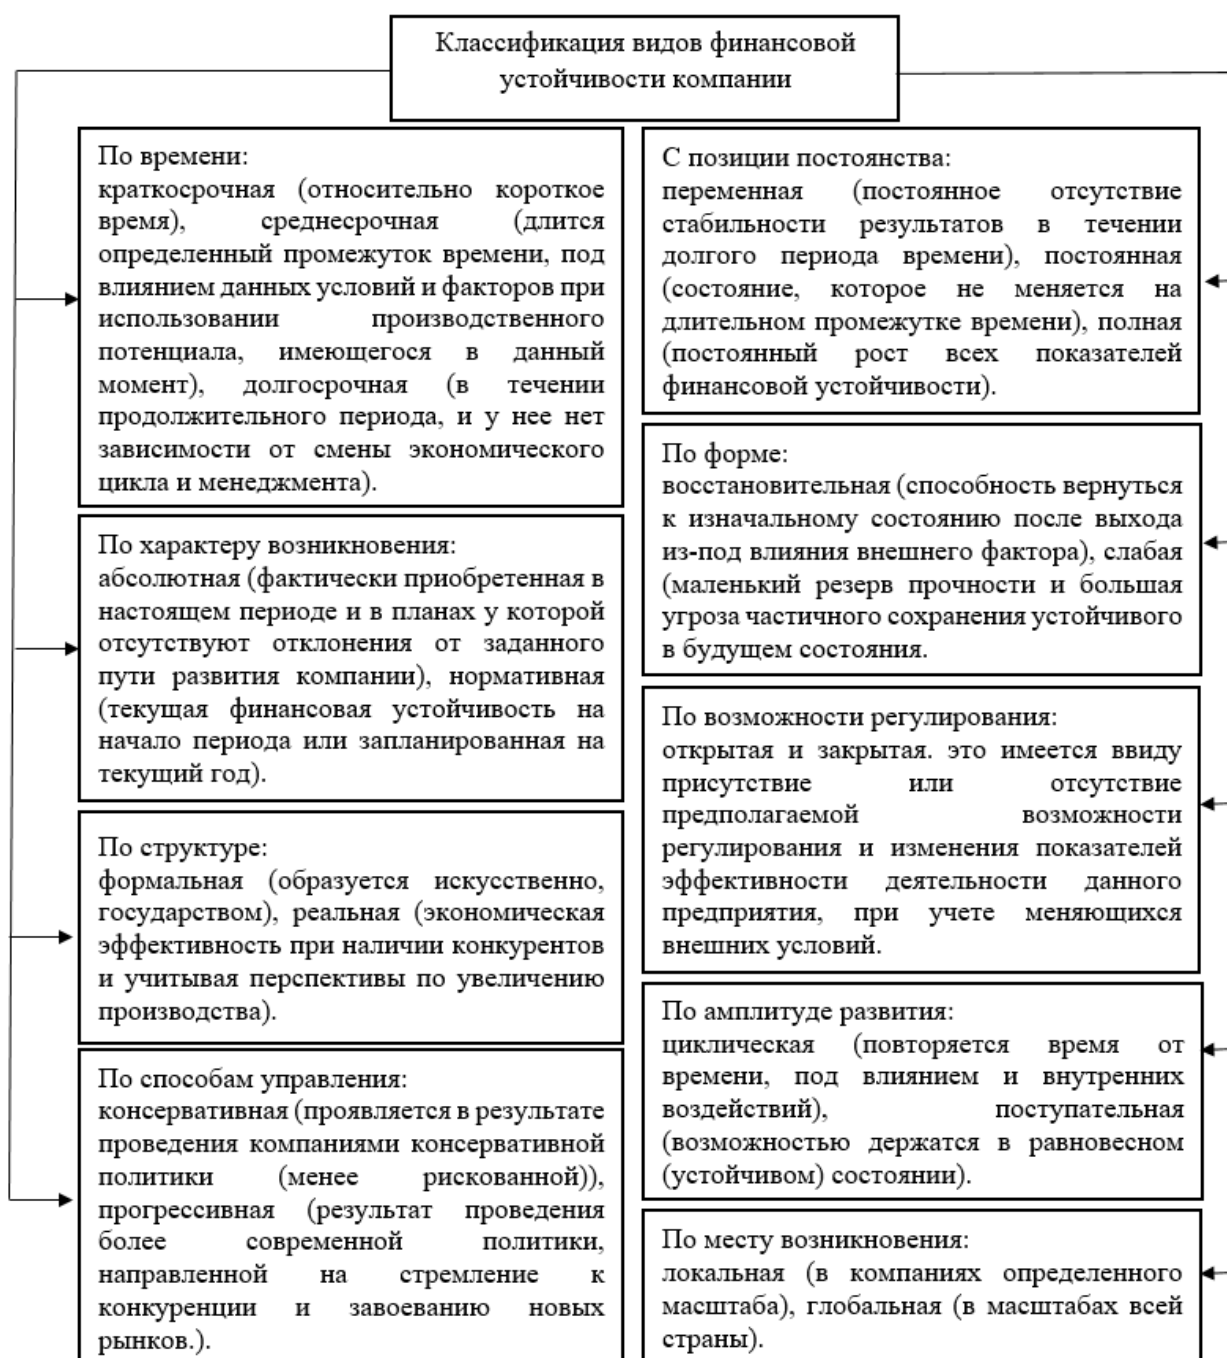 Классификация видов финансовой
устойчивости компании
По времени:
краткосрочная (относительно короткое
время), среднесрочная (длится
определенный промежуток времени, под
влиянием данных условий и факторов при
использовании производственного
потенциала, имеющегося в данный
момент), долгосрочная (в течении
продолжительного периода, и у нее нет
зависимости от смены экономического
цикла и менеджмента).
По характеру возникновения:
абсолютная (фактически приобретенная в
настоящем периоде и в планах у которой
отсутствуют отклонения от заданного
пути развития компании), нормативная
(текущая финансовая устойчивость на
начало периода или запланированная на
текущий год).
По структуре:
формальная (образуется искусственно,
государством), реальная (экономическая
эффективность при наличии конкурентов
и учитывая перспективы по увеличению
производства).
По способам управления:
консервативная (проявляется в результате
проведения компаниями консервативной
политики (менее рискованной)),
прогрессивная (результат проведения
более современной политики,
направленной на стремление к
конкуренции и завоеванию новых
рынков.).
С позиции постоянства:
переменная (постоянное отсутствие
стабильности результатов в течении
долгого периода времени), постоянная
(состояние, которое не меняется на
длительном промежутке времени), полная
(постоянный рост всех показателей
финансовой устойчивости).
По форме:
восстановительная (способность вернуться
к изначальному состоянию после выхода
из-под влияния внешнего фактора), слабая
(маленький резерв прочности и большая
угроза частичного сохранения устойчивого
в будущем состояния.
По возможности регулирования:
открытая и закрытая. это имеется ввиду
присутствие или отсутствие
предполагаемой возможности
регулирования и изменения показателей
эффективности деятельности данного
предприятия, при учете меняющихся
внешних условий.
По амплитуде развития:
циклическая (повторяется время от
времени, под влиянием и внутренних
воздействий), поступательная
(возможностью держатся в равновесном
(устойчивом) состоянии).
По месту возникновения:
локальная (в компаниях определенного
масштаба), глобальная (в масштабах всей
страны).